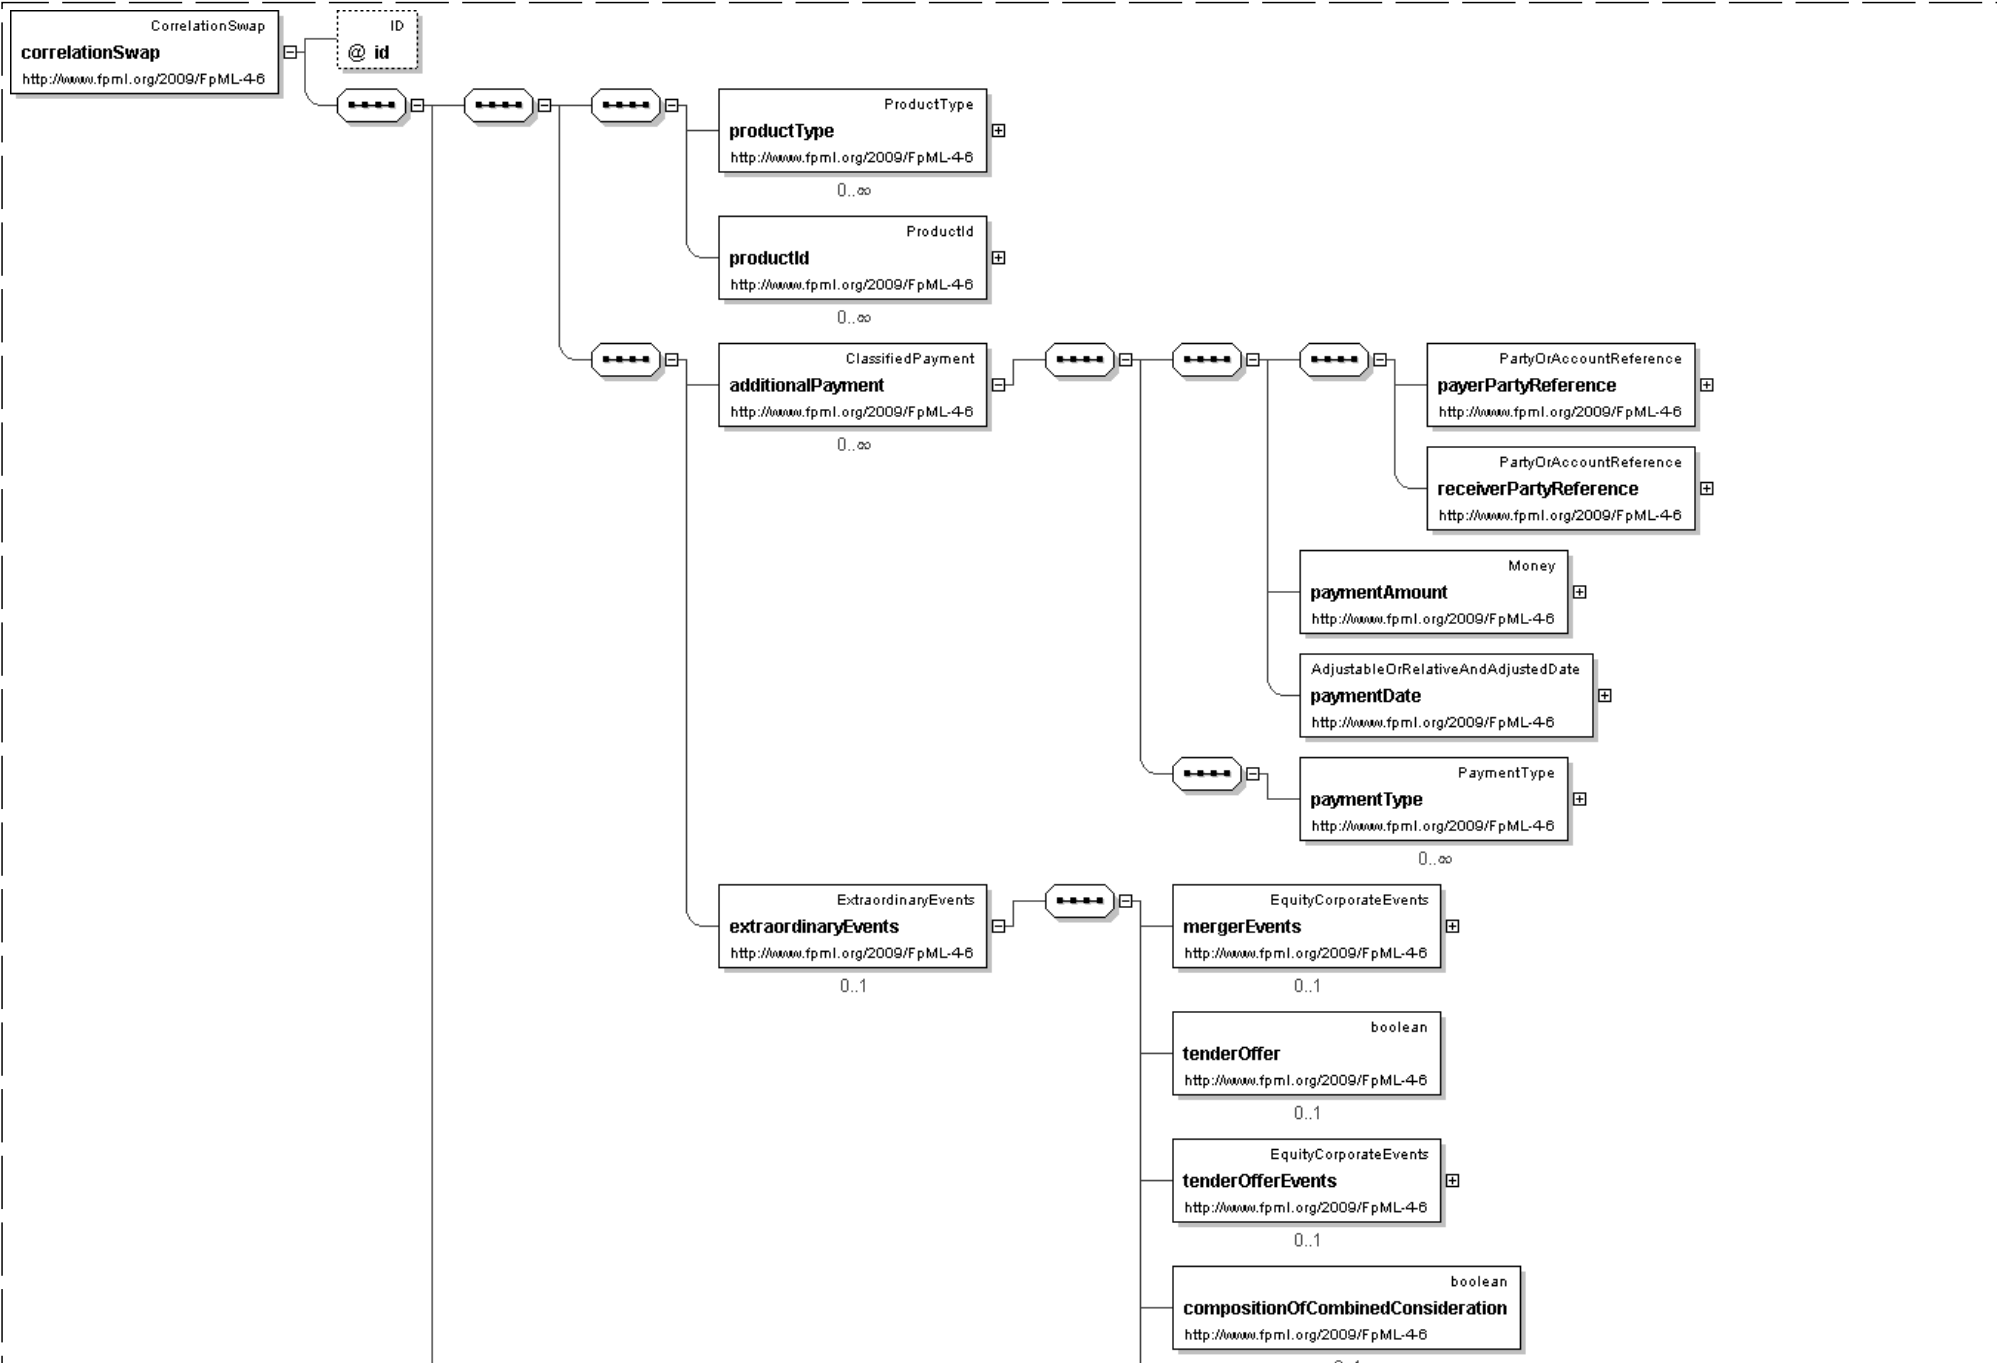 CorrelationSwap
correlationSwap
http://www.fpml.org/2009/FpML-4-6
ID
@ id
ProductType
productType
http://www.fpml.org/2009/FpML-4-6
0..∞
ProductId
productId
http://www.fpml.org/2009/FpML-4-6
0..∞
ClassifiedPayment
additionalPayment
http://www.fpml.org/2009/FpML-4-6
0..∞
PartyOrAccountReference
payerPartyReference
http://www.fpml.org/2009/FpML-4-6
PartyOrAccountReference
receiverPartyReference
http://www.fpml.org/2009/FpML-4-6
Money
paymentAmount
http://www.fpml.org/2009/FpML-4-6
AdjustableOrRelativeAndAdjustedDate
paymentDate
http://www.fpml.org/2009/FpML-4-6
PaymentType
paymentType
http://www.fpml.org/2009/FpML-4-6
0..∞
ExtraordinaryEvents
extraordinaryEvents
http://www.fpml.org/2009/FpML-4-6
0..1
EquityCorporateEvents
mergerEvents
http://www.fpml.org/2009/FpML-4-6
0..1
boolean
tenderOffer
http://www.fpml.org/2009/FpML-4-6
0..1
EquityCorporateEvents
tenderOfferEvents
http://www.fpml.org/2009/FpML-4-6
0..1
boolean
compositionOfCombinedConsideration
http://www.fpml.org/2009/FpML-4-6